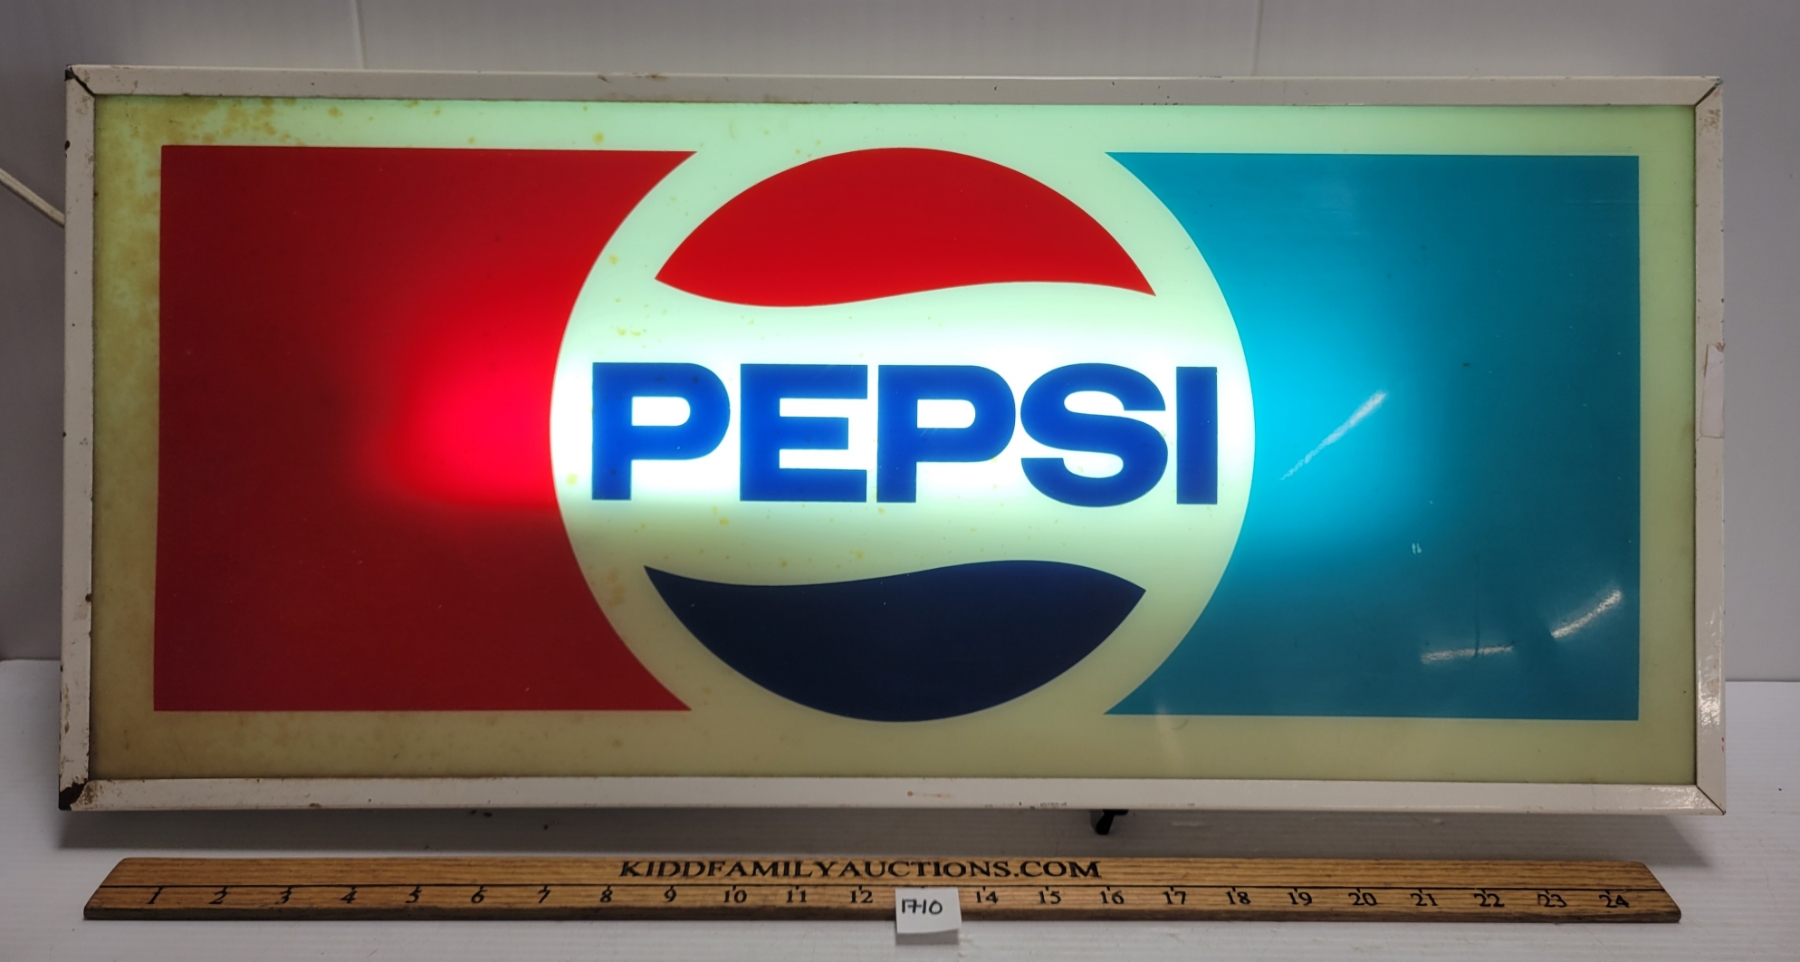 PEPSI
KIDDFAMILYAUCTIONS.COM
1 2 3 4 5 6 7 8 9 10 11 12 14 15 16 17 18 19 20 21 22 23 24
1710